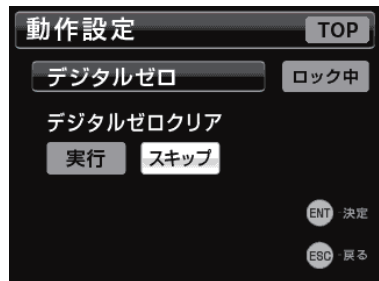 動作設定 TOP
デジタルゼロ ロック中
デジタルゼロクリア
実行 スキップ
ENT · 決定
ESC · 戻る